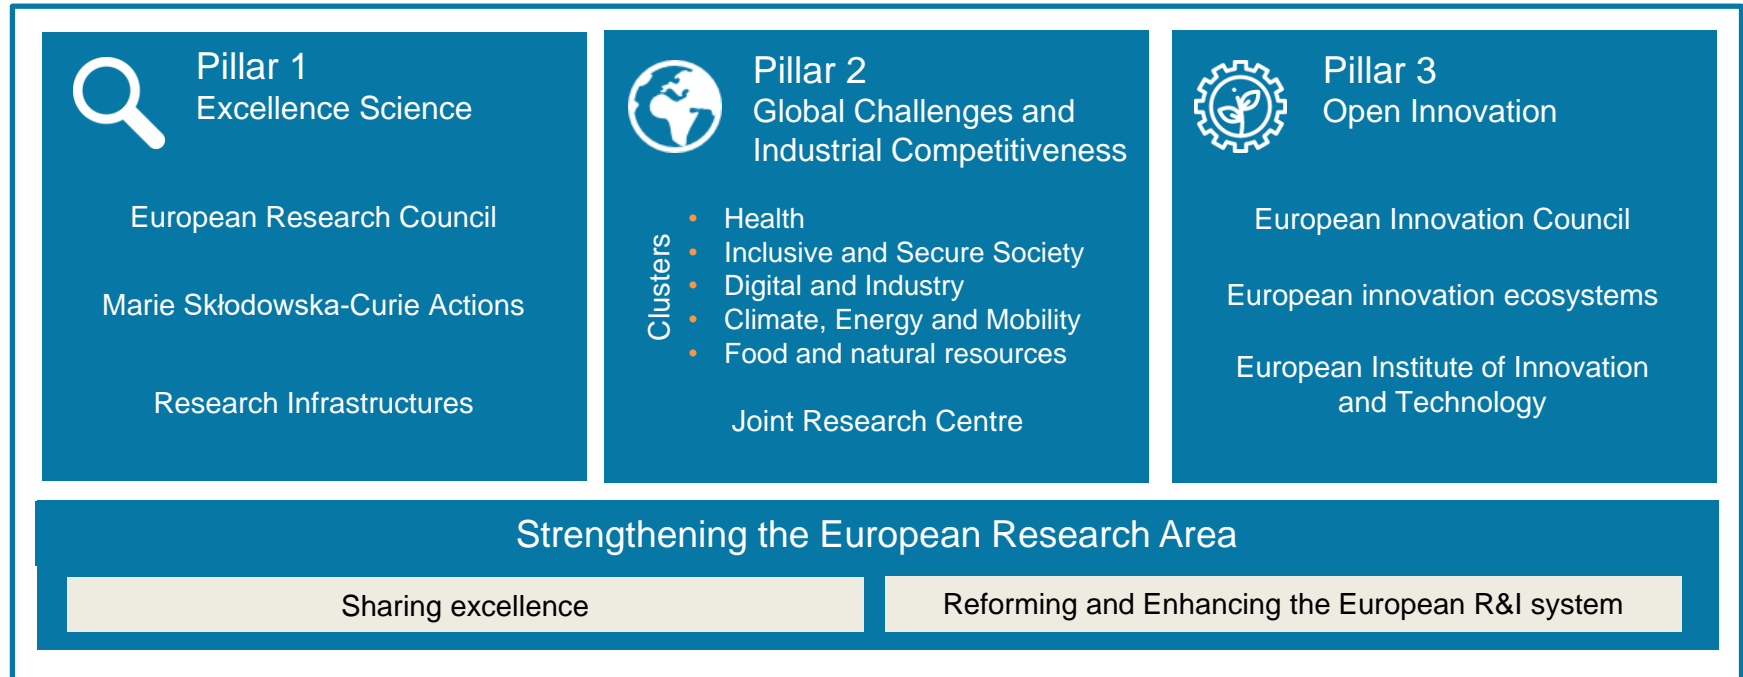 Pillar 1
Excellence Science
European Research Council
Marie Skłodowska-Curie Actions
Research Infrastructures
Pillar 2
Global Challenges and
Industrial Competitiveness
Clusters
• Health
• Inclusive and Secure Society
• Digital and Industry
• Climate, Energy and Mobility
• Food and natural resources
Joint Research Centre
Pillar 3
Open Innovation
European Innovation Council
European innovation ecosystems
European Institute of Innovation
and Technology
Strengthening the European Research Area
Sharing excellence
Reforming and Enhancing the European R&I system